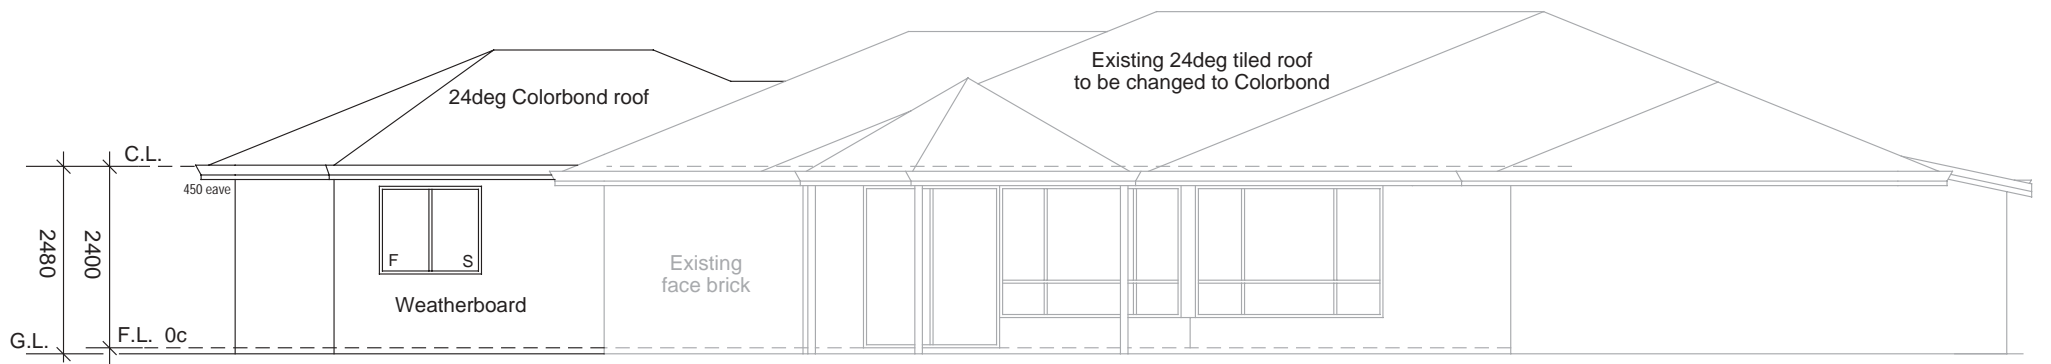 Existing 24deg tiled roof
to be changed to Colorbond
24deg Colorbond roof
C.L.
450 eave
2480
2400
F
S
Existing
face brick
Weatherboard
F.L. 0c
G.L.